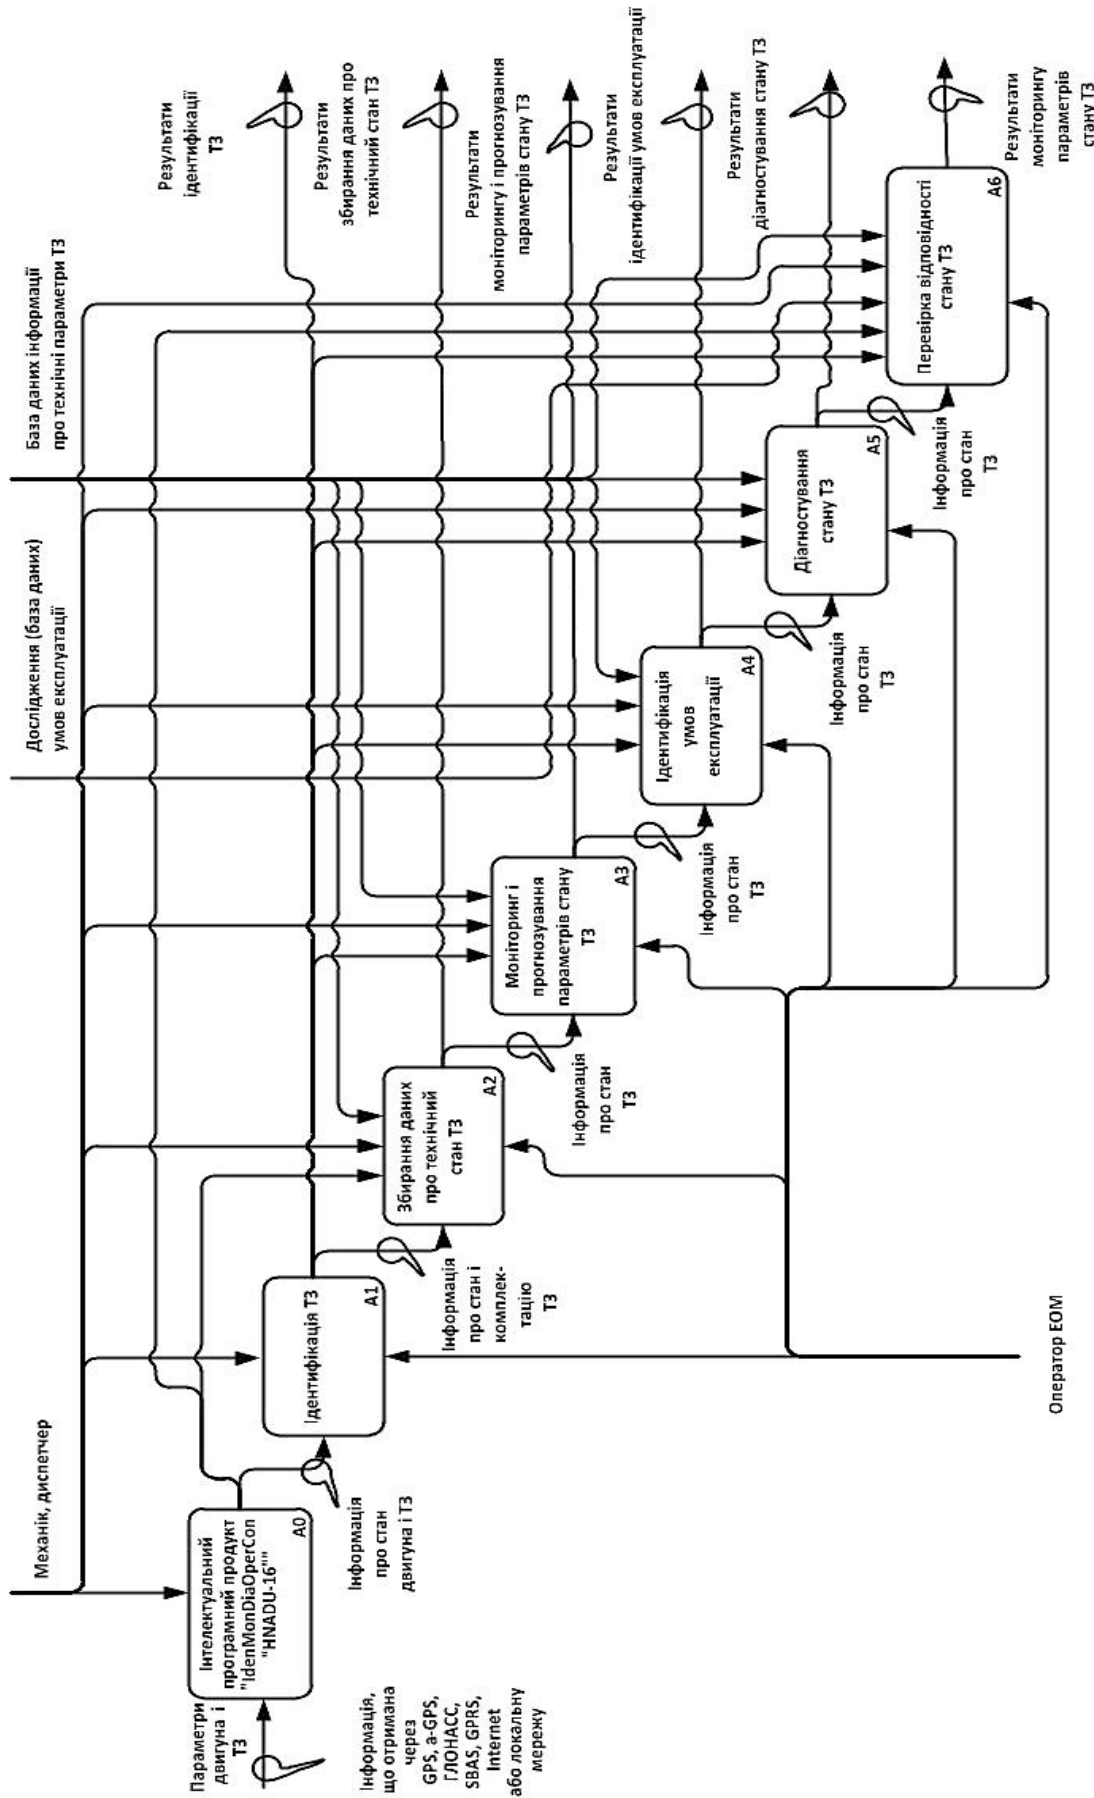 Механік, диспетчер
Дослідження (база даних)
умов експлуатації
База даних інформації
про технічні параметри ТЗ
Параметри
двигуна і
ТЗ
Інформація,
що отримана
через
GPS, a-GPS,
ГЛОНАСС,
SBAS, GPRS,
Internet
або локальну
мережу
Інтелектуальний
програмний продукт
"IdenMonDiaOperCon
"HNADU-16""
A0
Інформація
про стан
двигуна і ТЗ
Ідентифікація ТЗ
A1
Інформація
про стан і
комплек-
тацію
ТЗ
Збирання даних
про технічний
стан ТЗ
A2
Інформація
про стан
ТЗ
Моніторинг і
прогнозування
параметрів стану
ТЗ
A3
Інформація
про стан
ТЗ
Ідентифікація
умов
експлуатації
A4
Інформація
про стан
ТЗ
Діагностування
стану ТЗ
A5
Інформація
про стан
ТЗ
Перевірка відповідності
стану ТЗ
A6
Результати
ідентифікації
ТЗ
Результати
збирання даних про
технічний стан ТЗ
Результати
моніторингу і прогнозування
параметрів стану ТЗ
Результати
ідентифікації умов експлуатації
Результати
діагностування стану ТЗ
Результати
моніторингу
параметрів
стану ТЗ
Оператор ЕОМ